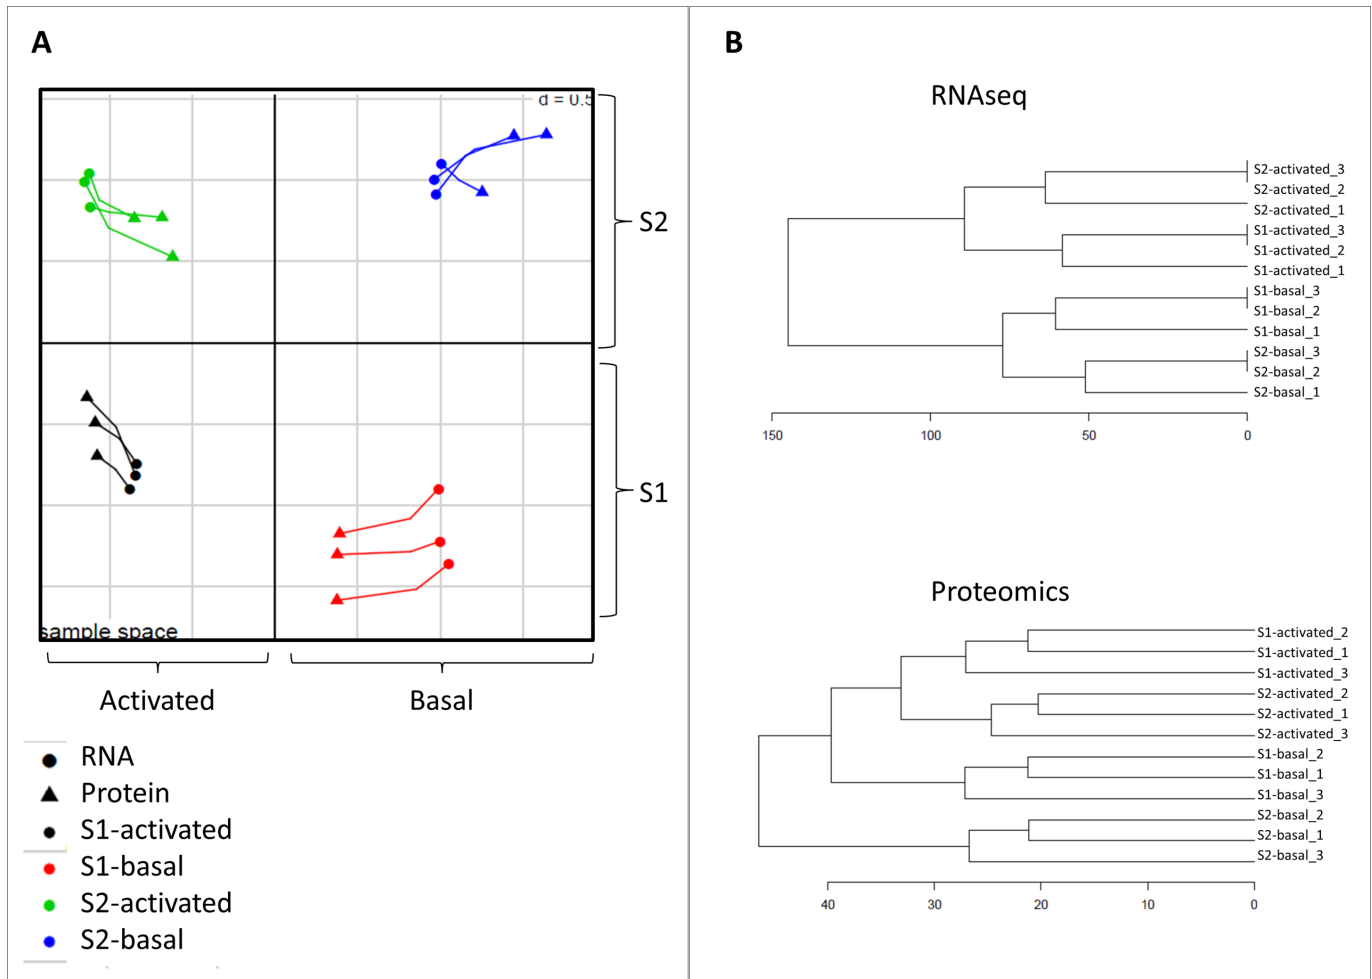 A
d = 0.5
S2
S1
sample space
Activated
Basal
RNA
Protein
S1-activated
S1-basal
S2-activated
S2-basal
B
RNAseq
S2-activated_3
S2-activated_2
S2-activated_1
S1-activated_3
S1-activated_2
S1-activated_1
S1-basal_3
S1-basal_2
S1-basal_1
S2-basal_3
S2-basal_2
S2-basal_1
150 100 50 0
Proteomics
S1-activated_2
S1-activated_1
S1-activated_3
S2-activated_2
S2-activated_1
S2-activated_3
S1-basal_2
S1-basal_1
S1-basal_3
S2-basal_2
S2-basal_1
S2-basal_3
40 30 20 10 0